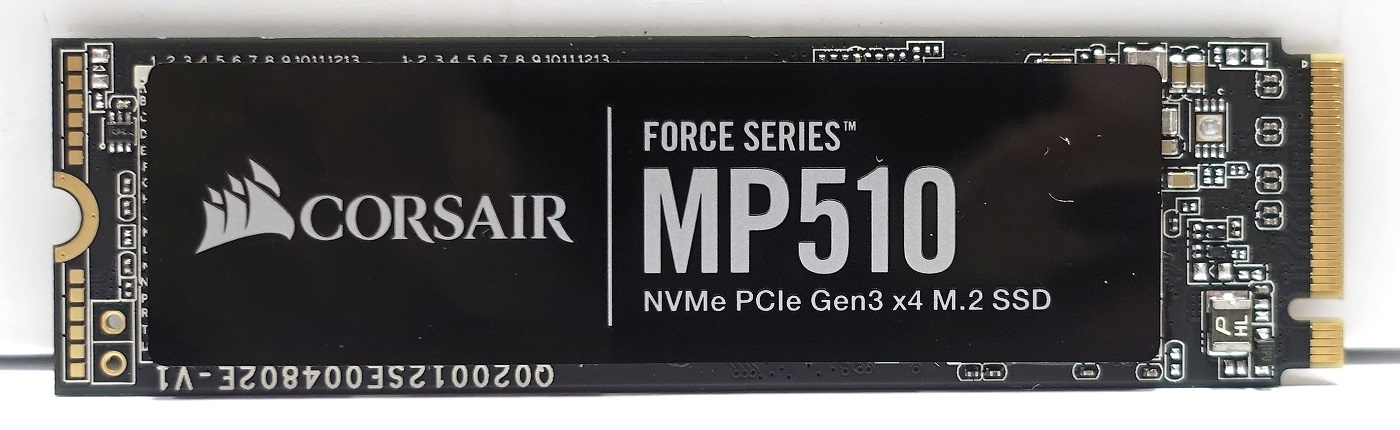 1 2 3 4 5 6 7 8 9 10 11 12 13 1 2 3 4 5 6 7 8 9 10 11 12 13
FORCE SERIES™
MP510
CORSAIR
NVMe PCIe Gen3 x4 M.2 SSD
Q020012SE004802E-V1